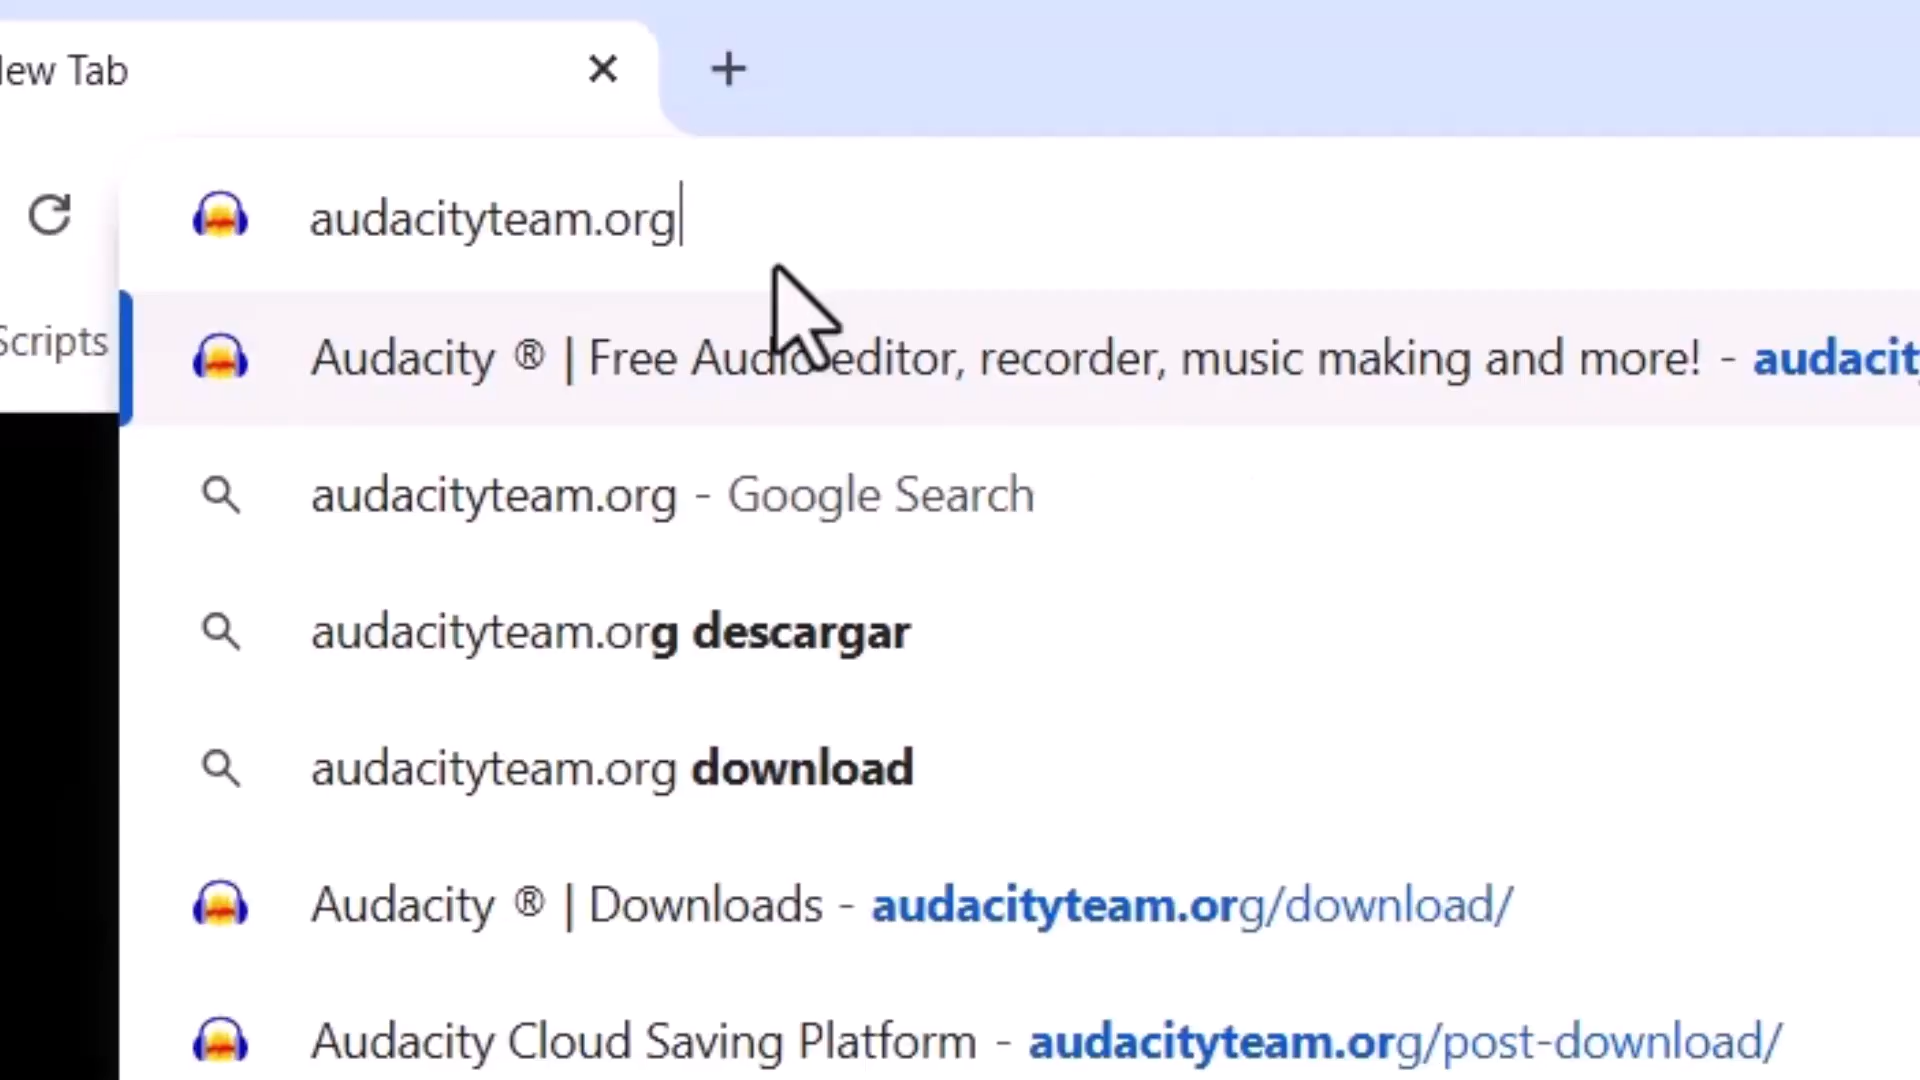 ew Tab
audacityteam.org
Scripts
Audacity ® | Free Audio editor, recorder, music making and more! - audacity
audacityteam.org - Google Search
audacityteam.org descargar
audacityteam.org download
Audacity ® | Downloads - audacityteam.org/download/
Audacity Cloud Saving Platform - audacityteam.org/post-download/